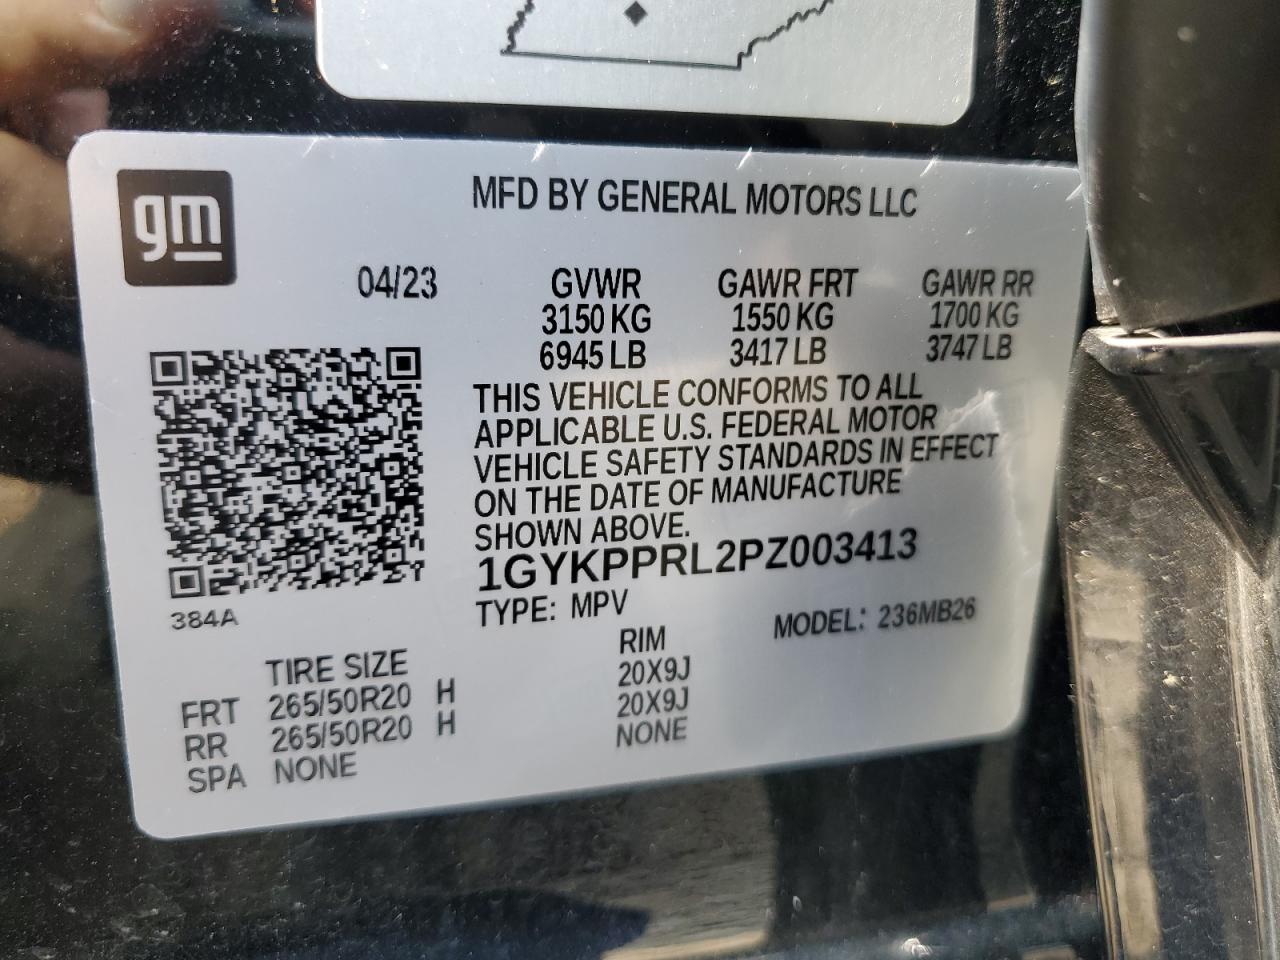 gm
MFD BY GENERAL MOTORS LLC
04/23 GVWR GAWR FRT GAWR RR
3150 KG 1550 KG 1700 KG
6945 LB 3417 LB 3747 LB
THIS VEHICLE CONFORMS TO ALL
APPLICABLE U.S. FEDERAL MOTOR
VEHICLE SAFETY STANDARDS IN EFFECT
ON THE DATE OF MANUFACTURE
SHOWN ABOVE.
1GYKPPRL2PZ003413
384A
TYPE: MPV MODEL: 236MB26
TIRE SIZE RIM
FRT 265/50R20 H 20X9J
RR 265/50R20 H 20X9J
SPA NONE NONE